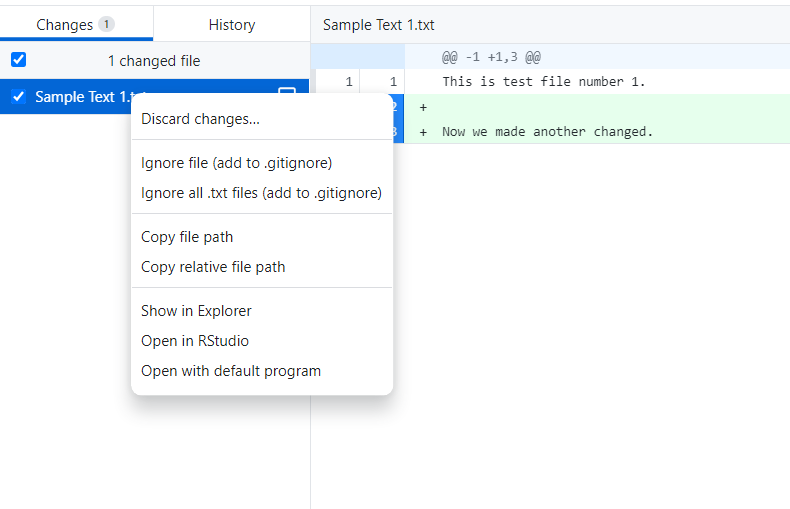 Changes 1 History
1 changed file
Sample Text 1.txt
Discard changes...
Ignore file (add to .gitignore)
Ignore all .txt files (add to .gitignore)
Copy file path
Copy relative file path
Show in Explorer
Open in RStudio
Open with default program
Sample Text 1.txt
@@ -1 +1,3 @@
1 1 This is test file number 1.
2 +
3 + Now we made another changed.